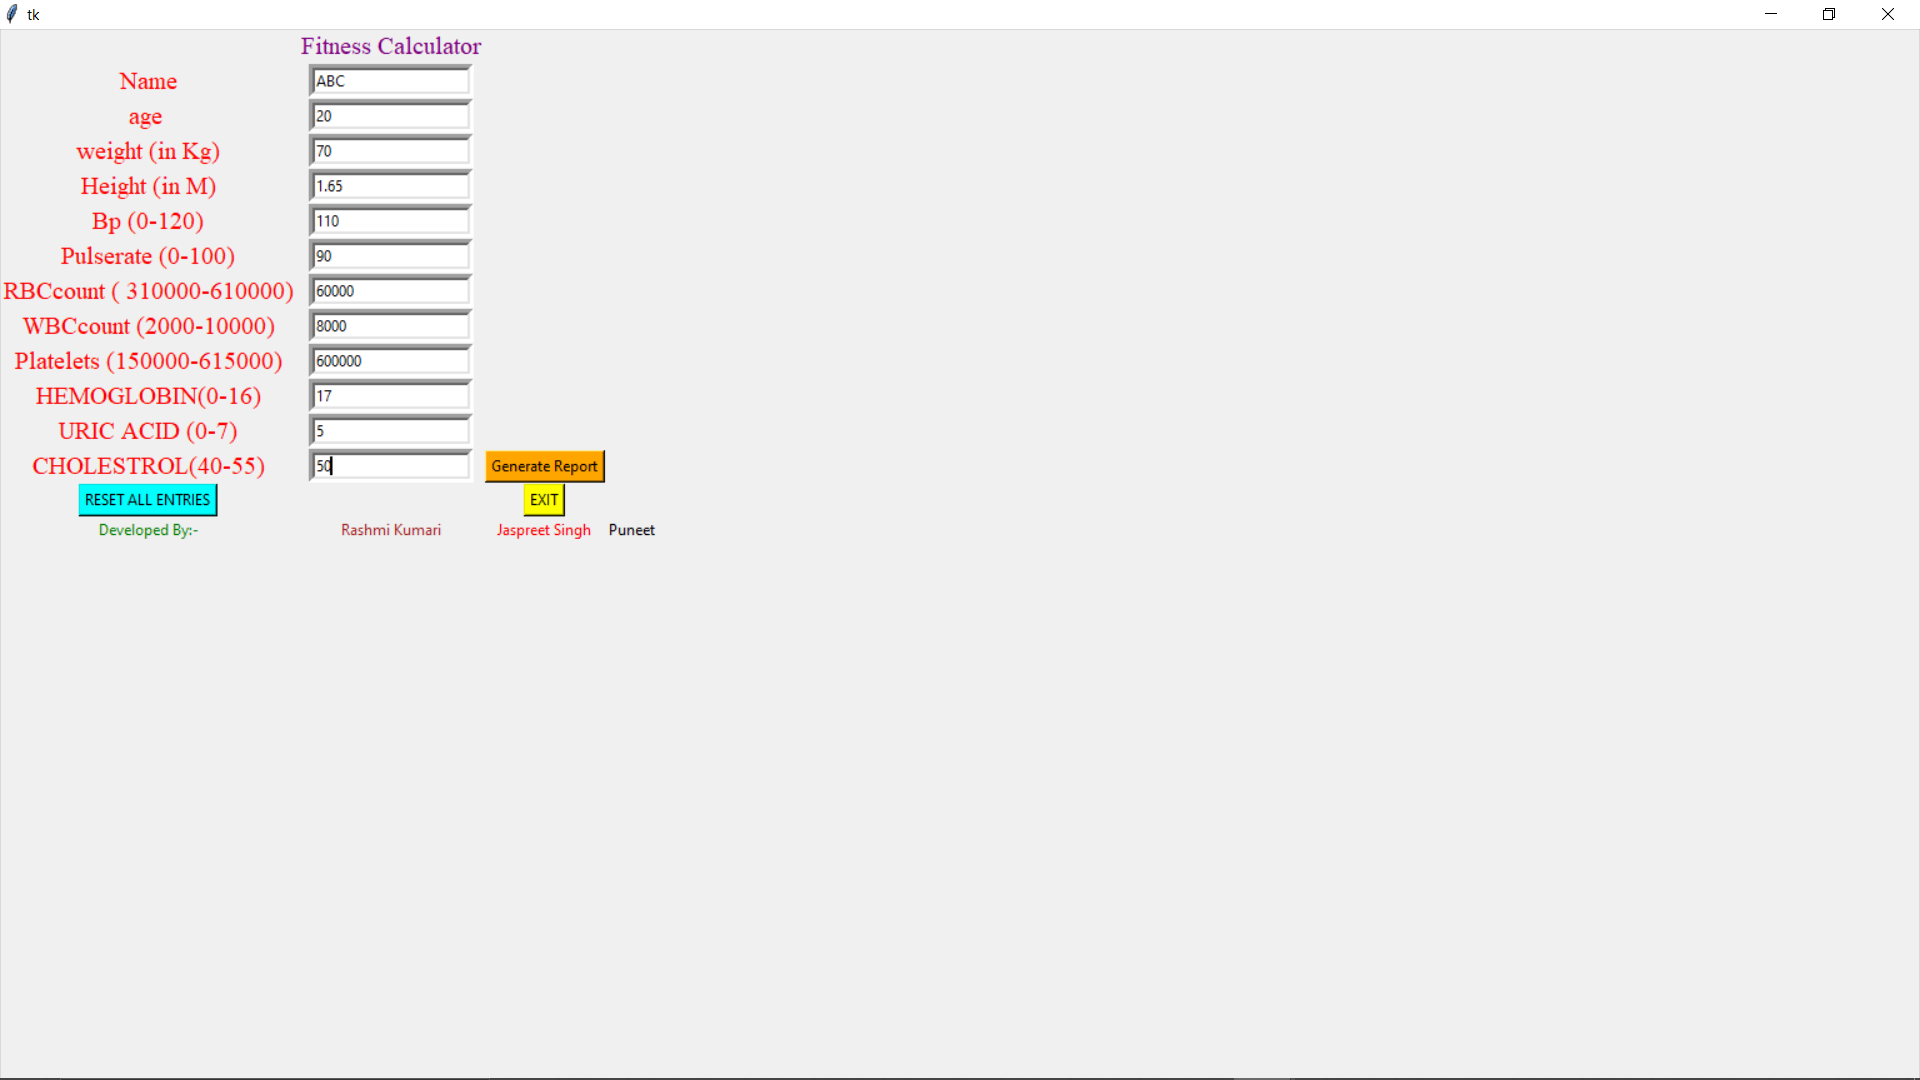 tk
Fitness Calculator
Name ABC
age 20
weight (in Kg) 70
Height (in M) 1.65
Bp (0-120) 110
Pulserate (0-100) 90
RBCcount ( 310000-610000) 60000
WBCcount (2000-10000) 8000
Platelets (150000-615000) 600000
HEMOGLOBIN(0-16) 17
URIC ACID (0-7) 5
CHOLESTROL(40-55) 50 Generate Report
RESET ALL ENTRIES EXIT
Developed By:- Rashmi Kumari Jaspreet Singh Puneet